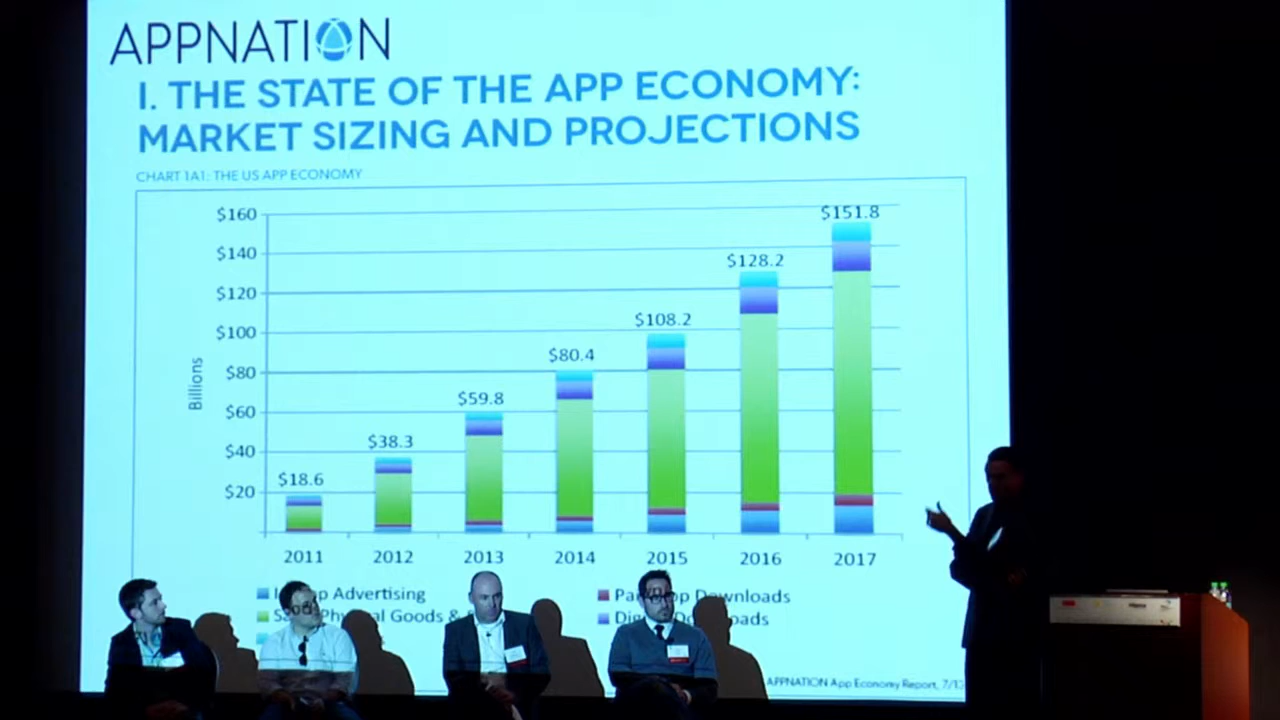 APPNATION
I. THE STATE OF THE APP ECONOMY:
MARKET SIZING AND PROJECTIONS
CHART 1A1: THE US APP ECONOMY
$160
$140
$120
$100
$80
$60
$40
$20
Billions
$18.6
$38.3
$59.8
$80.4
$108.2
$128.2
$151.8
2011 2012 2013 2014 2015 2016 2017
Advertising
Goods &
APPNATION App Economy Report, 7/13